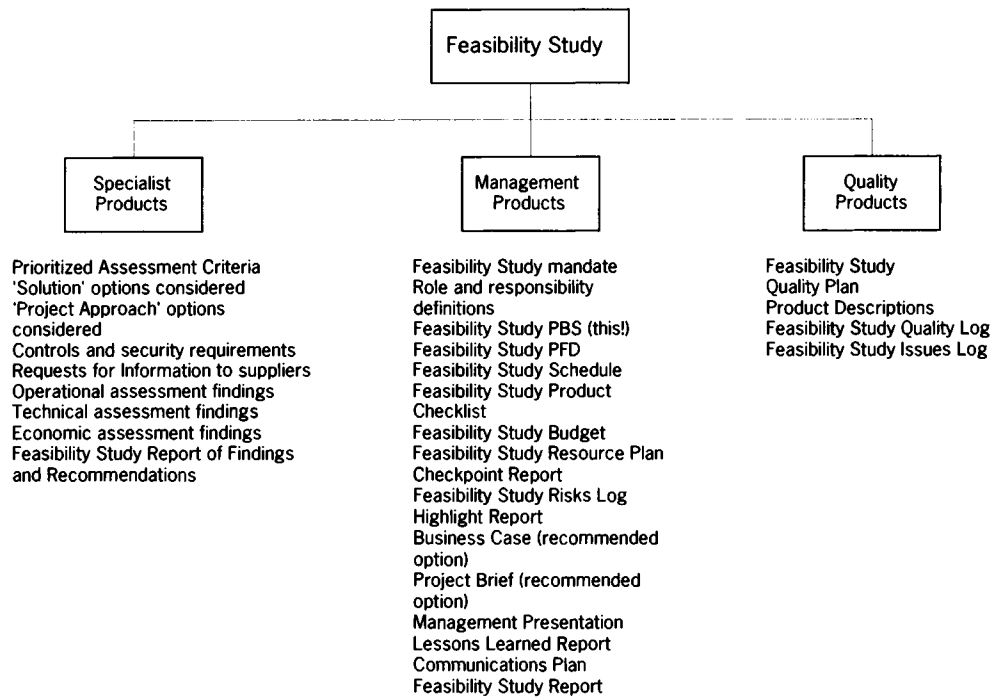 Feasibility Study
Specialist
Products
Management
Products
Quality
Products
Prioritized Assessment Criteria
'Solution' options considered
'Project Approach' options
considered
Controls and security requirements
Requests for Information to suppliers
Operational assessment findings
Technical assessment findings
Economic assessment findings
Feasibility Study Report of Findings
and Recommendations
Feasibility Study mandate
Role and responsibility
definitions
Feasibility Study PBS (this!)
Feasibility Study PFD
Feasibility Study Schedule
Feasibility Study Product
Checklist
Feasibility Study Budget
Feasibility Study Resource Plan
Checkpoint Report
Feasibility Study Risks Log
Highlight Report
Business Case (recommended
option)
Project Brief (recommended
option)
Management Presentation
Lessons Learned Report
Communications Plan
Feasibility Study Report
Feasibility Study
Quality Plan
Product Descriptions
Feasibility Study Quality Log
Feasibility Study Issues Log